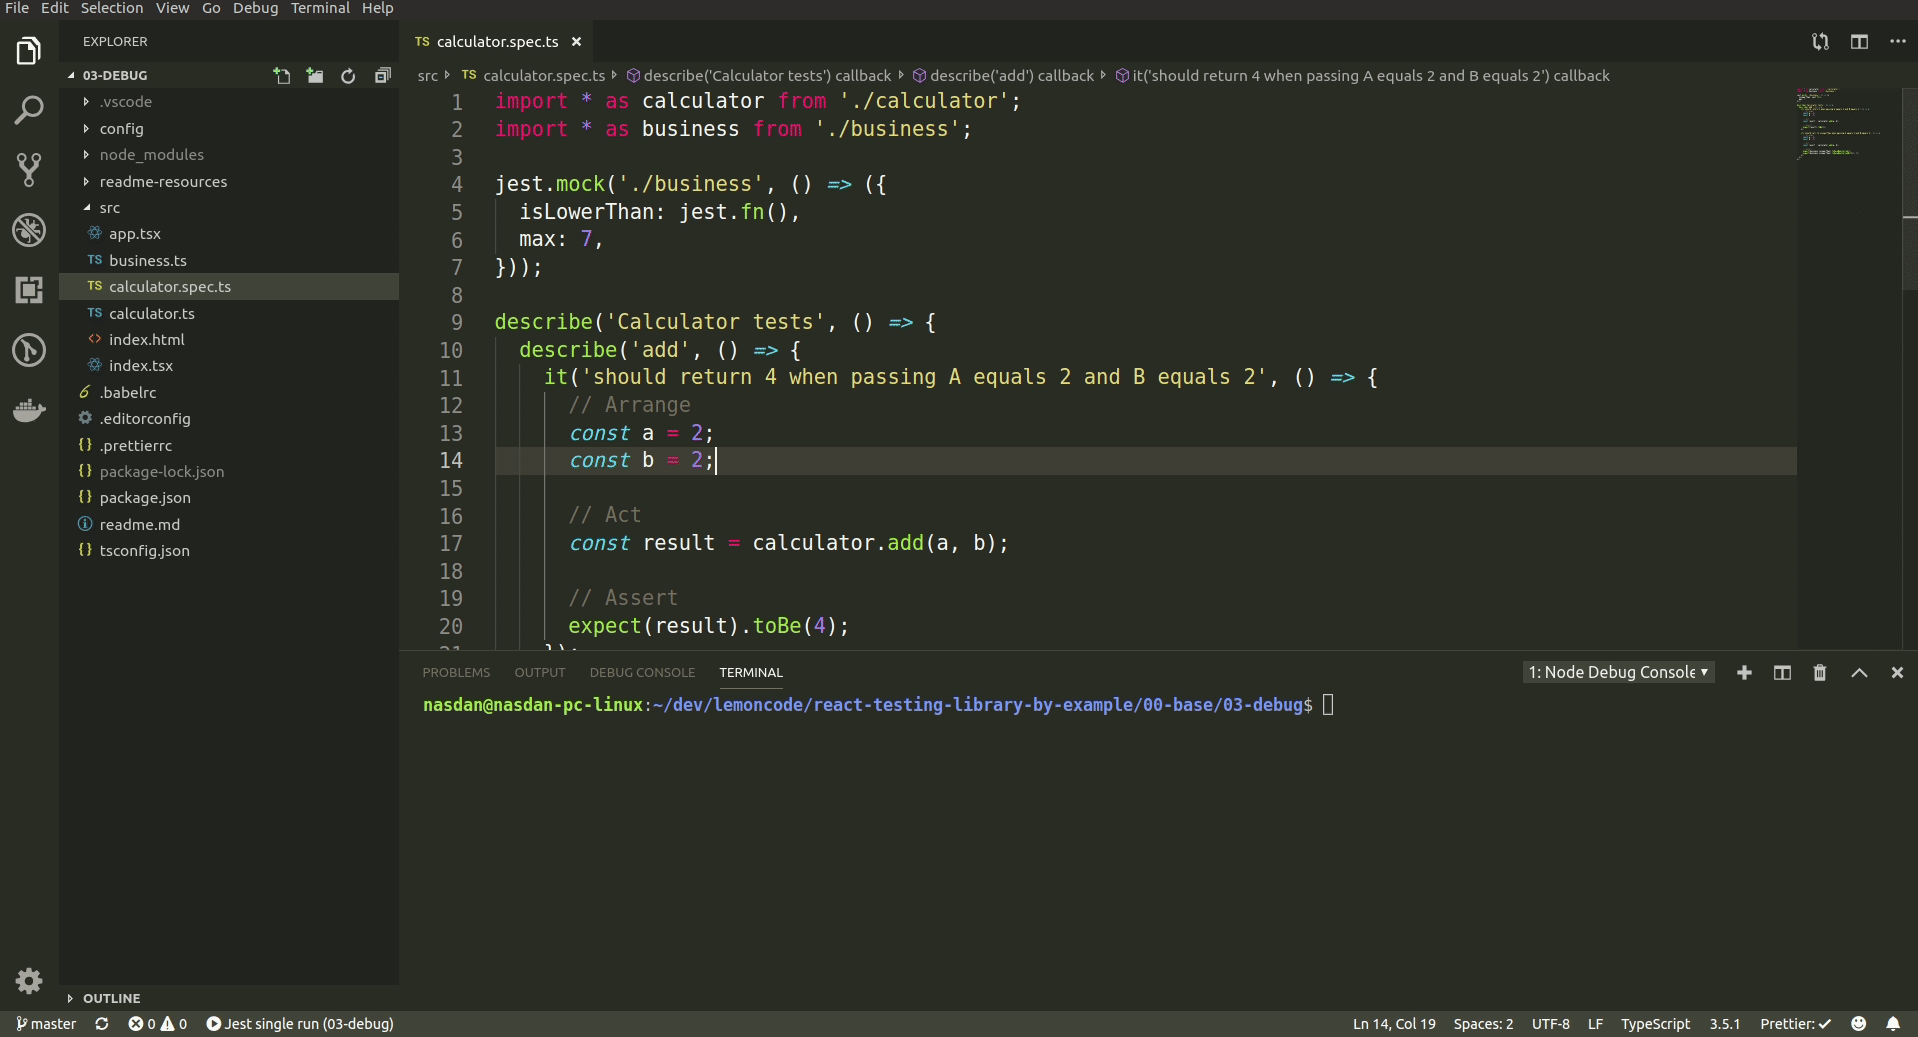 File Edit Selection View Go Debug Terminal Help
EXPLORER
03-DEBUG
.vscode
config
node_modules
readme-resources
src
app.tsx
TS business.ts
TS calculator.spec.ts
TS calculator.ts
<> index.html
index.tsx
.babelrc
.editorconfig
{} .prettierrc
{} package-lock.json
{} package.json
readme.md
{} tsconfig.json
OUTLINE
TS calculator.spec.ts ×
src TS calculator.spec.ts describe('Calculator tests') callback describe('add') callback it('should return 4 when passing A equals 2 and B equals 2') callback
1 import * as calculator from './calculator';
2 import * as business from './business';
3
4 jest.mock('./business', () => ({
5 isLowerThan: jest.fn(),
6 max: 7,
7 }));
8
9 describe('Calculator tests', () => {
10 describe('add', () => {
11 it('should return 4 when passing A equals 2 and B equals 2', () => {
12 // Arrange
13 const a = 2;
14 const b = 2;
15
16 // Act
17 const result = calculator.add(a, b);
18
19 // Assert
20 expect(result).toBe(4);
21 });
PROBLEMS OUTPUT DEBUG CONSOLE TERMINAL
1: Node Debug Console
nasdan@nasdan-pc-linux:~/dev/lemoncode/react-testing-library-by-example/00-base/03-debug$
master 0 0 Jest single run (03-debug)
Ln 14, Col 19 Spaces: 2 UTF-8 LF TypeScript 3.5.1 Prettier: ✓